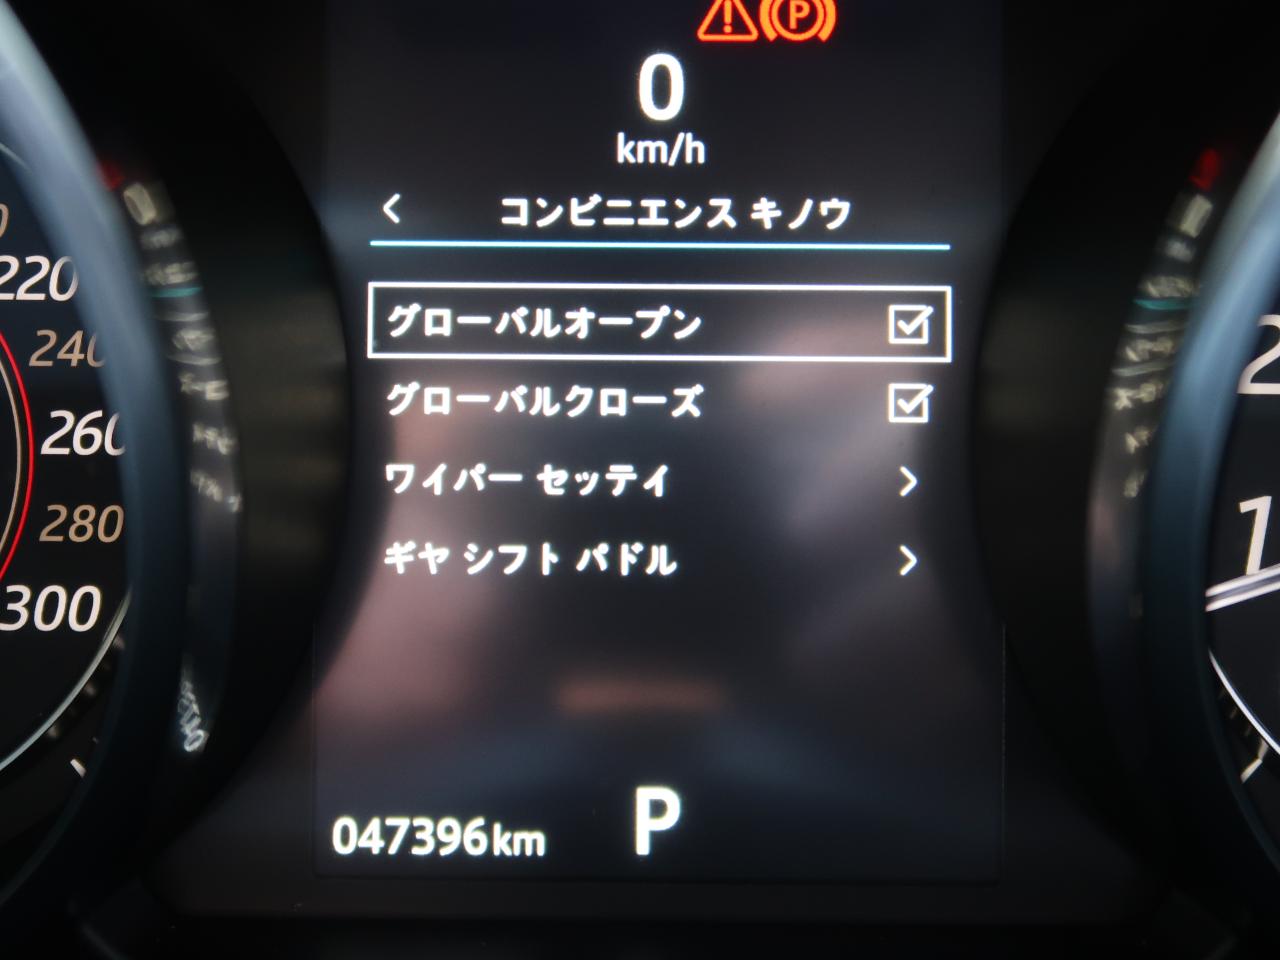 P
0
km/h
コンビニエンス キノウ
グローバルオープン
グローバルクローズ
ワイパー セッテイ
ギヤ シフト パドル
047396km
P
220
240
260
280
300